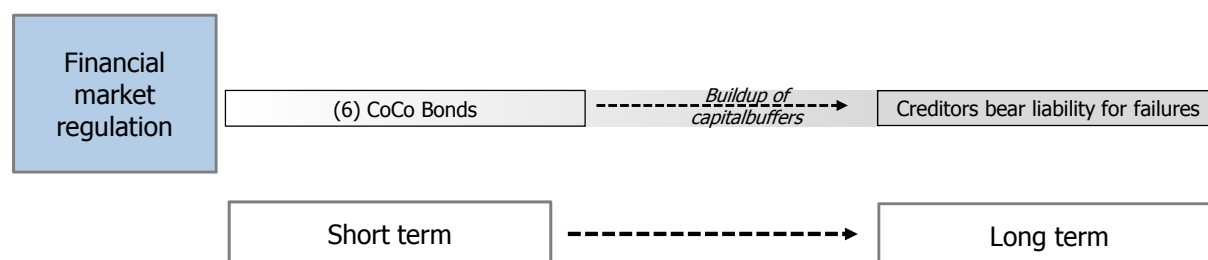 Financial
market
regulation
(6) CoCo Bonds
Buildup of
capitalbuffers
Creditors bear liability for failures
Short term
Long term